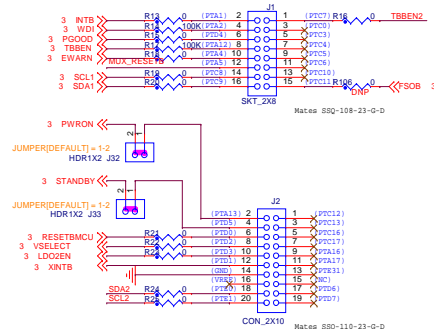 J1
3 INTB R13 0 (PTA1) 2 1 (PTC7) R16 0 TBBEN2
3 WDI 100K (PTA2) 4 3 (PTC0)
3 PGOOD 0 (PTD4) 6 5 (PTC3)
3 TBBEN 100K (PTA12) 8 7 (PTC4)
3 EWARN 0 (PTA4) 10 9 (PTC5)
MUX_RESETB 12 11 (PTC6)
3 SCL1 R19 0 (PTC8) 14 13 (PTC10)
3 SDA1 R20 0 (PTC9) 16 15 (PTC11) R106 0 FSOB 3
DNP
SKT_2X8
Mates SSQ-108-23-G-D
3 PWRON
2 1
JUMPER[DEFAULT] = 1-2
HDR1X2 J32
3 STANDBY
2 1
JUMPER[DEFAULT] = 1-2
HDR1X2 J33
J2
(PTA13) 2 1 (PTC12)
(PTD5) 4 3 (PTC13)
3 RESETBMCU R21 0 (PTD0) 6 5 (PTC16)
3 VSELECT R22 0 (PTD2) 8 7 (PTC17)
3 LDO2EN R23 0 (PTD3) 10 9 (PTA16)
3 XINTB (PTD1) 12 11 (PTA17)
(GND) 14 13 (PTE31)
(VREF) 16 15 (NC)
SDA2 R24 0 (PTE0) 18 17 (PTD6)
SCL2 R25 0 (PTE1) 20 19 (PTD7)
CON_2X10
Mates SSQ-110-23-G-D